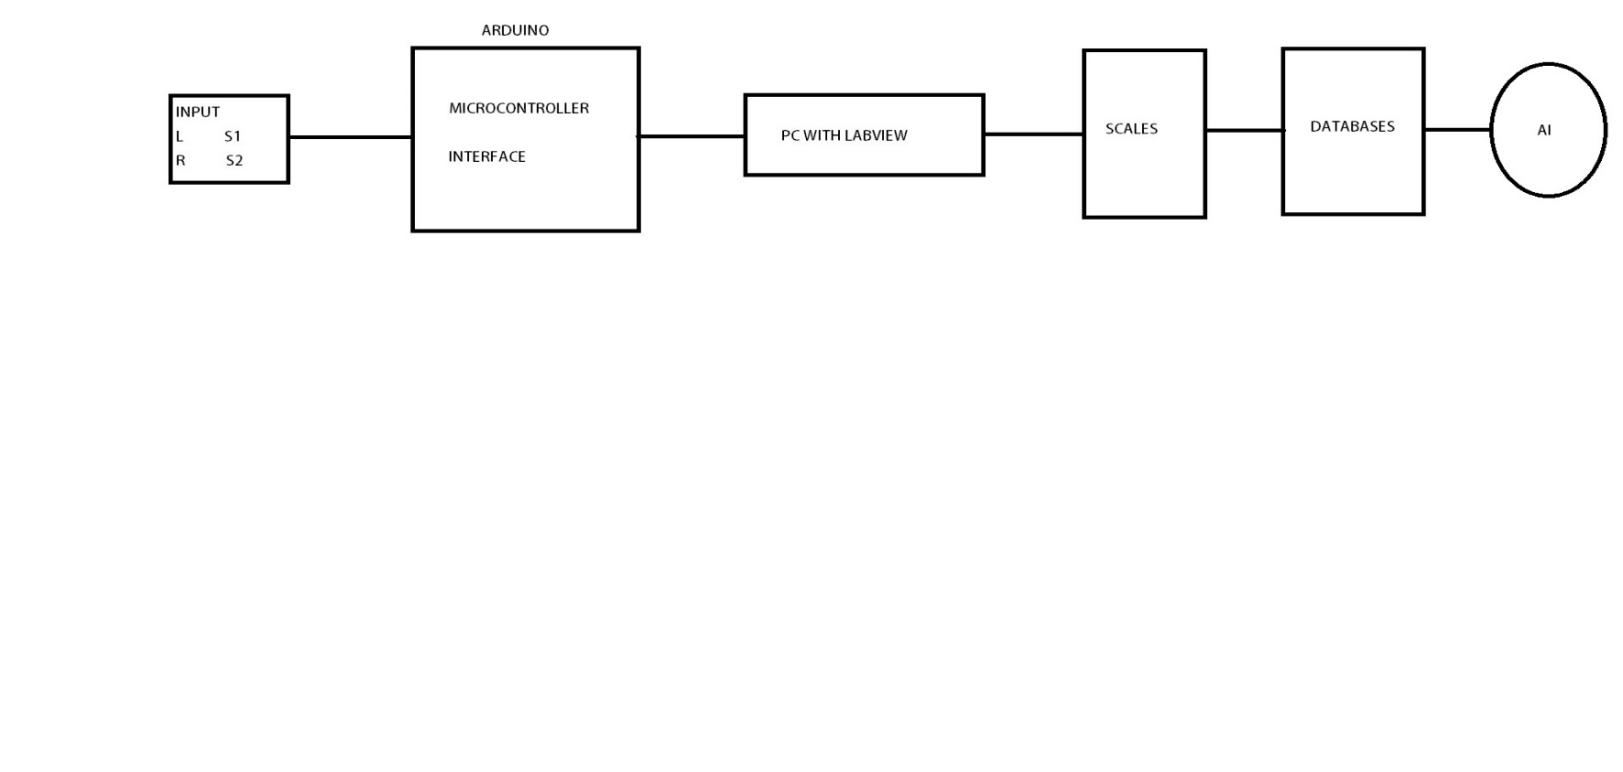 ARDUINO
INPUT
L S1
R S2
MICROCONTROLLER
INTERFACE
PC WITH LABVIEW
SCALES
DATABASES
AI